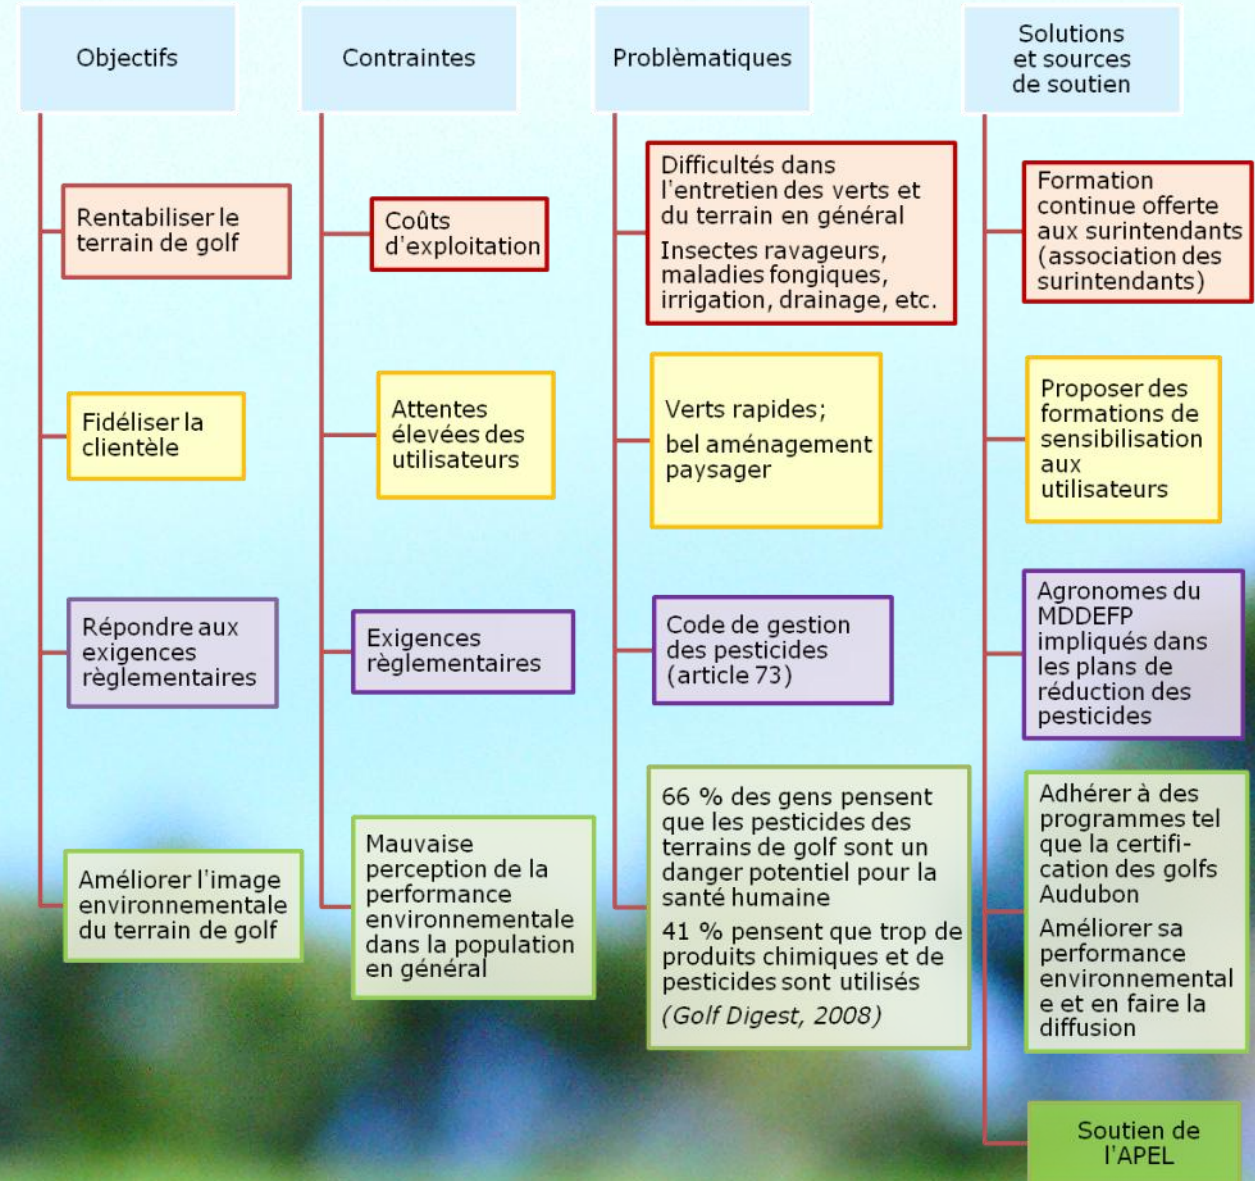 Objectifs
Rentabiliser le
terrain de golf
Fidéliser la
clientèle
Répondre aux
exigences
règlementaires
Améliorer l'image
environnementale
du terrain de golf
Contraintes
Coûts
d'exploitation
Attentes
élevées des
utilisateurs
Exigences
règlementaires
Mauvaise
perception de la
performance
environnementale
dans la population
en général
Problèmatiques
Difficultés dans
l'entretien des verts et
du terrain en général
Insectes ravageurs,
maladies fongiques,
irrigation, drainage, etc.
Verts rapides;
bel aménagement
paysager
Code de gestion
des pesticides
(article 73)
66 % des gens pensent
que les pesticides des
terrains de golf sont un
danger potentiel pour la
santé humaine
41 % pensent que trop de
produits chimiques et de
pesticides sont utilisés
(Golf Digest, 2008)
Solutions
et sources
de soutien
Formation
continue offerte
aux surintendants
(association des
surintendants)
Proposer des
formations de
sensibilisation
aux
utilisateurs
Agronomes du
MDDEFP
impliqués dans
les plans de
réduction des
pesticides
Adhérer à des
programmes tel
que la certifi-
cation des golfs
Audubon
Améliorer sa
performance
environnemental
e et en faire la
diffusion
Soutien de
l'APEL